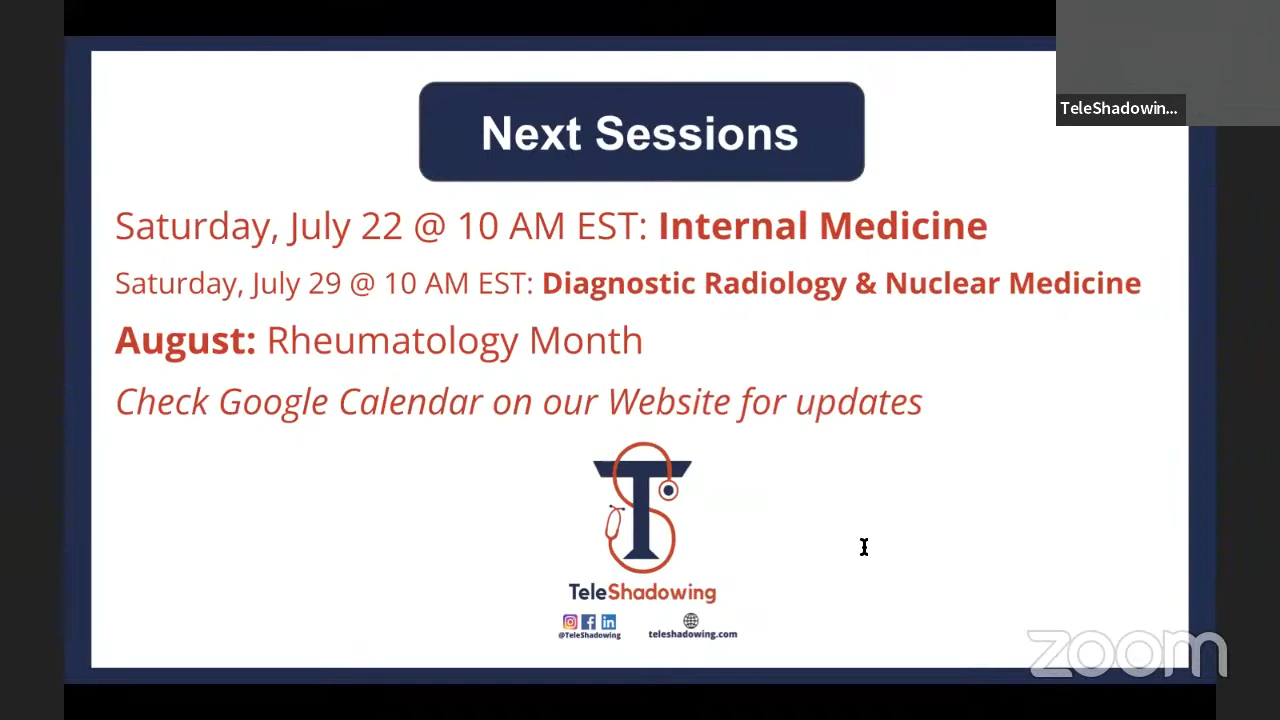 TeleShadowin...
Next Sessions
Saturday, July 22 @ 10 AM EST: Internal Medicine
Saturday, July 29 @ 10 AM EST: Diagnostic Radiology & Nuclear Medicine
August: Rheumatology Month
Check Google Calendar on our Website for updates
TeleShadowing
@TeleShadowing teleshadowing.com
zoom